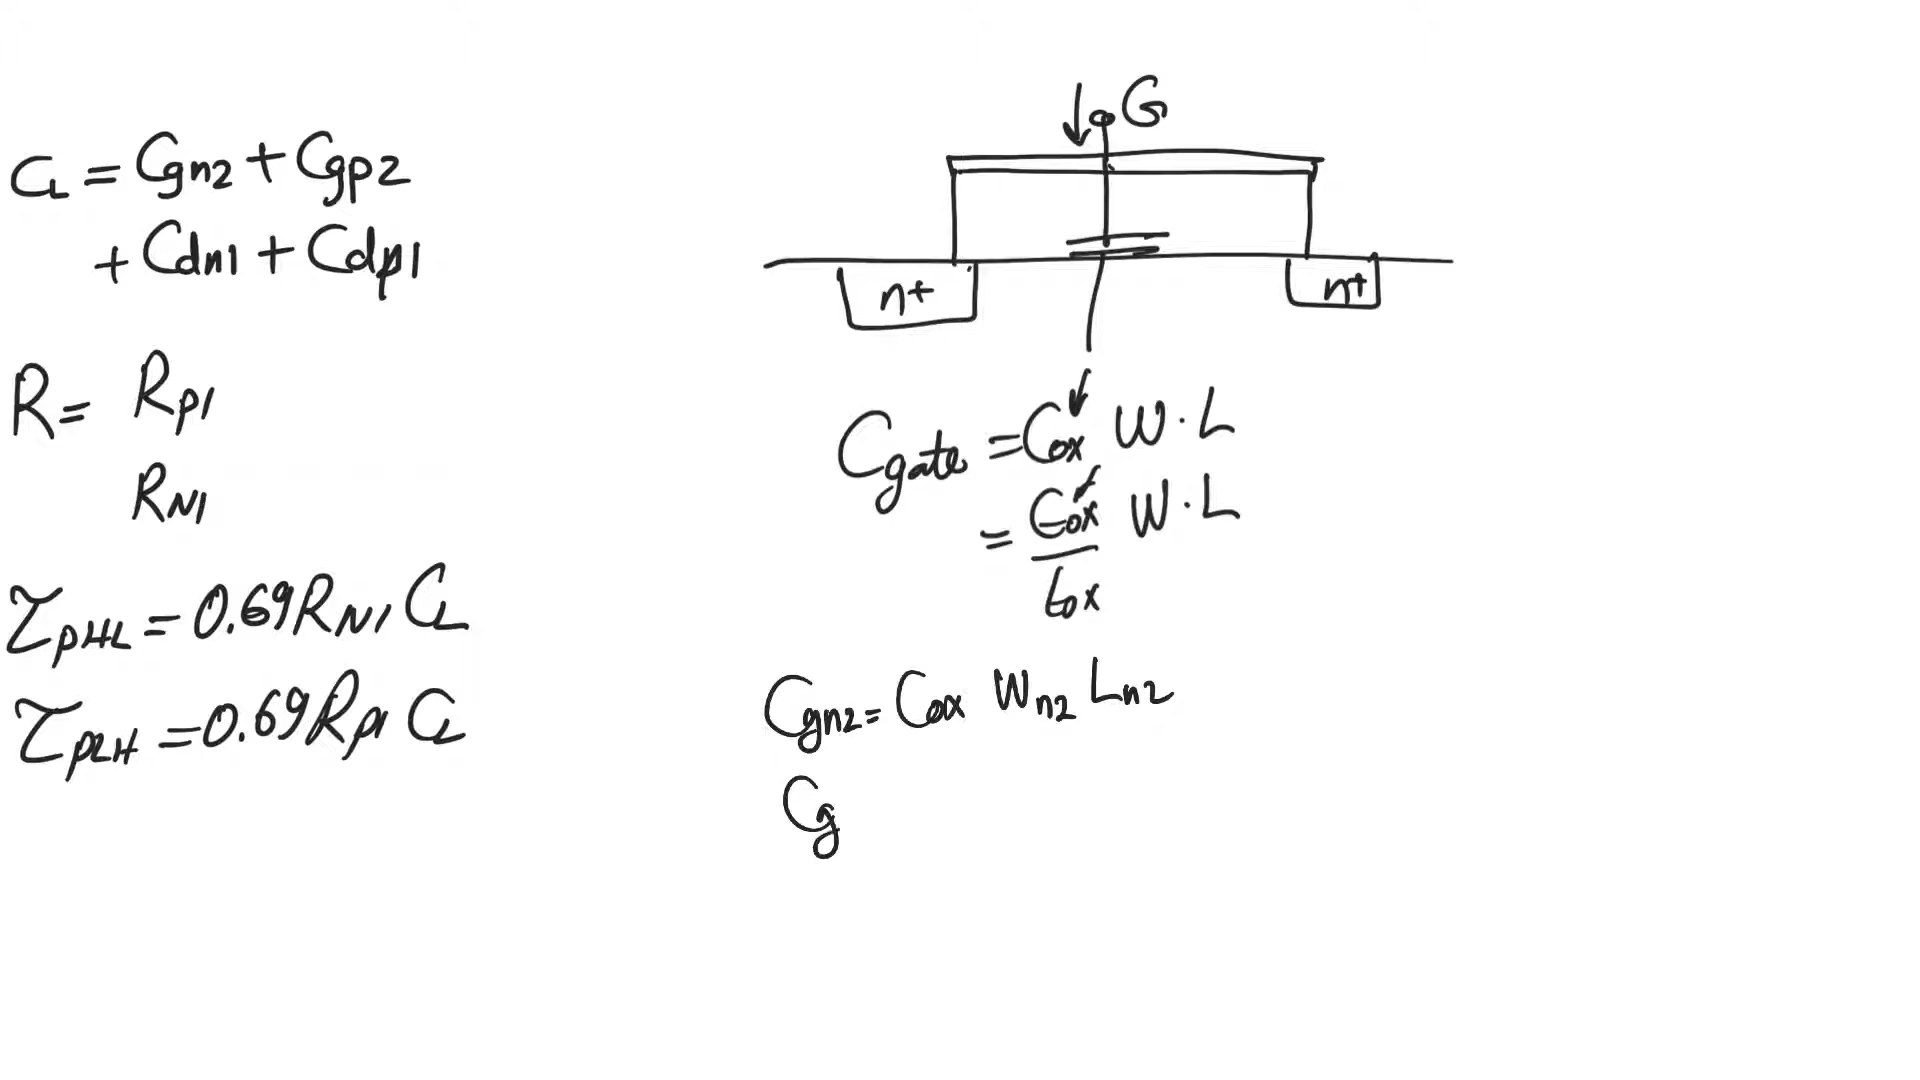 CL = Cgn2 + Cgp2
+ Cdn1 + Cdp1
R = Rp1
RN1
τpHL = 0.69 RN1 CL
τpLH = 0.69 Rp1 CL
G
n+
n+
Cgate = Cox W·L
= ϵox W·L
tox
Cgn2 = Cox Wn2 Ln2
Cg